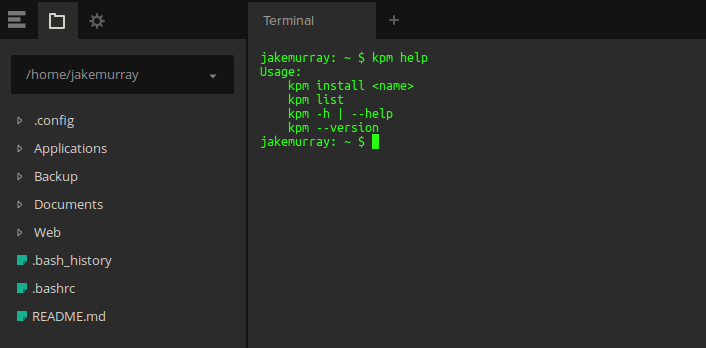 Terminal
/home/jakemurray
.config
Applications
Backup
Documents
Web
.bash_history
.bashrc
README.md
jakemurray: ~ $ kpm help
Usage:
    kpm install <name>
    kpm list
    kpm -h | --help
    kpm --version
jakemurray: ~ $